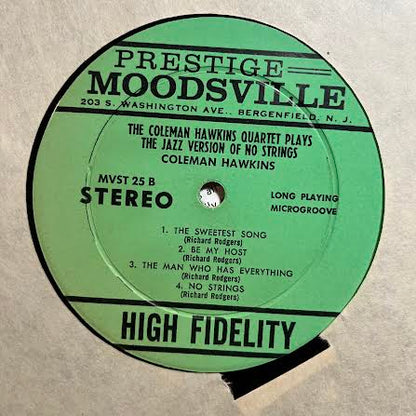 PRESTIGE
MOODSVILLE
203 S. WASHINGTON AVE., BERGENFIELD, N. J.
THE COLEMAN HAWKINS QUARTET PLAYS
THE JAZZ VERSION OF NO STRINGS
COLEMAN HAWKINS
MVST 25 B
STEREO
LONG PLAYING
MICROGROOVE
1. THE SWEETEST SONG
(Richard Rodgers)
2. BE MY HOST
(Richard Rodgers)
3. THE MAN WHO HAS EVERYTHING
(Richard Rodgers)
4. NO STRINGS
(Richard Rodgers)
HIGH FIDELITY